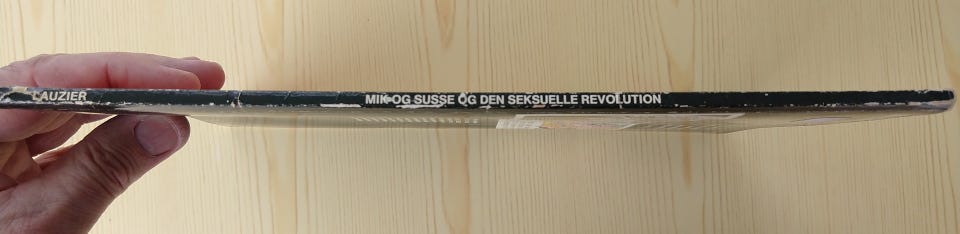 LAUZIER
MIK OG SUSSE OG DEN SEKSUELLE REVOLUTION